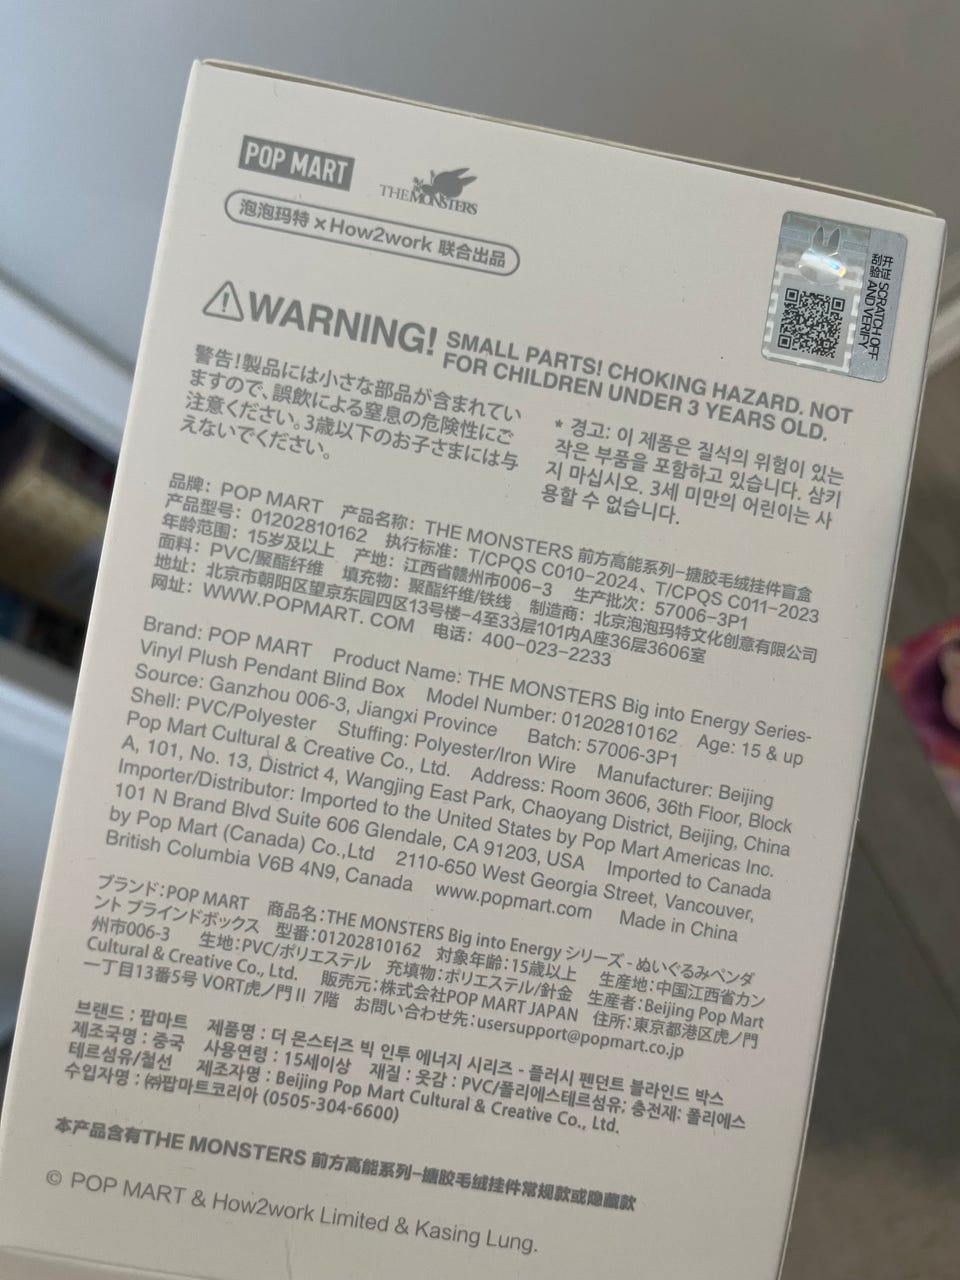 POP MART
THE MONSTERS
泡泡玛特 × How2work 联合出品
开证 SCRATCH OFF
刮验 AND VERIFY
WARNING! SMALL PARTS! CHOKING HAZARD. NOT
FOR CHILDREN UNDER 3 YEARS OLD.
警告!製品には小さな部品が含まれてい
ますので、誤飲による窒息の危険性にご
注意ください。3歳以下のお子さまには与
えないでください。
* 경고: 이 제품은 질식의 위험이 있는
작은 부품을 포함하고 있습니다. 삼키
지 마십시오. 3세 미만의 어린이는 사
용할 수 없습니다.
品牌: POP MART 产品名称: THE MONSTERS 前方高能系列-搪胶毛绒挂件盲盒
产品型号: 01202810162 执行标准: T/CPQS C010-2024、T/CPQS C011-2023
年龄范围: 15岁及以上 产地: 江西省赣州市006-3 生产批次: 57006-3P1
面料: PVC/聚酯纤维 填充物: 聚酯纤维/铁线 制造商: 北京泡泡玛特文化创意有限公司
地址: 北京市朝阳区望京东园四区13号楼-4至33层101内A座36层3606室
网址: WWW.POPMART.COM 电话: 400-023-2233
Brand: POP MART Product Name: THE MONSTERS Big into Energy Series-
Vinyl Plush Pendant Blind Box Model Number: 01202810162 Age: 15 & up
Source: Ganzhou 006-3, Jiangxi Province Batch: 57006-3P1
Shell: PVC/Polyester Stuffing: Polyester/Iron Wire Manufacturer: Beijing
Pop Mart Cultural & Creative Co., Ltd. Address: Room 3606, 36th Floor, Block
A, 101, No. 13, District 4, Wangjing East Park, Chaoyang District, Beijing, China
Importer/Distributor: Imported to the United States by Pop Mart Americas Inc.
101 N Brand Blvd Suite 606 Glendale, CA 91203, USA Imported to Canada
by Pop Mart (Canada) Co.,Ltd 2110-650 West Georgia Street, Vancouver,
British Columbia V6B 4N9, Canada www.popmart.com Made in China
ブランド:POP MART 商品名:THE MONSTERS Big into Energy シリーズ - ぬいぐるみペンダ
ント ブラインドボックス 型番:01202810162 対象年齢:15歳以上 生産地:中国江西省カン
州市006-3 生地:PVC/ポリエステル 充填物:ポリエステル/針金 生産者:Beijing Pop Mart
Cultural & Creative Co., Ltd. 販売元:株式会社POP MART JAPAN 住所:東京都港区虎ノ門
一丁目13番5号 VORT虎ノ門Ⅱ 7階 お問い合わせ先:usersupport@popmart.co.jp
브랜드 : 팝마트 제품명 : 더 몬스터즈 빅 인투 에너지 시리즈 - 플러시 펜던트 블라인드 박스
제조국명 : 중국 사용연령 : 15세이상 재질 : 옷감 : PVC/폴리에스테르섬유; 충전재: 폴리에스
테르섬유/철선 제조자명 : Beijing Pop Mart Cultural & Creative Co., Ltd.
수입자명 : ㈜팝마트코리아 (0505-304-6600)
本产品含有THE MONSTERS 前方高能系列-搪胶毛绒挂件常规款或隐藏款
© POP MART & How2work Limited & Kasing Lung.